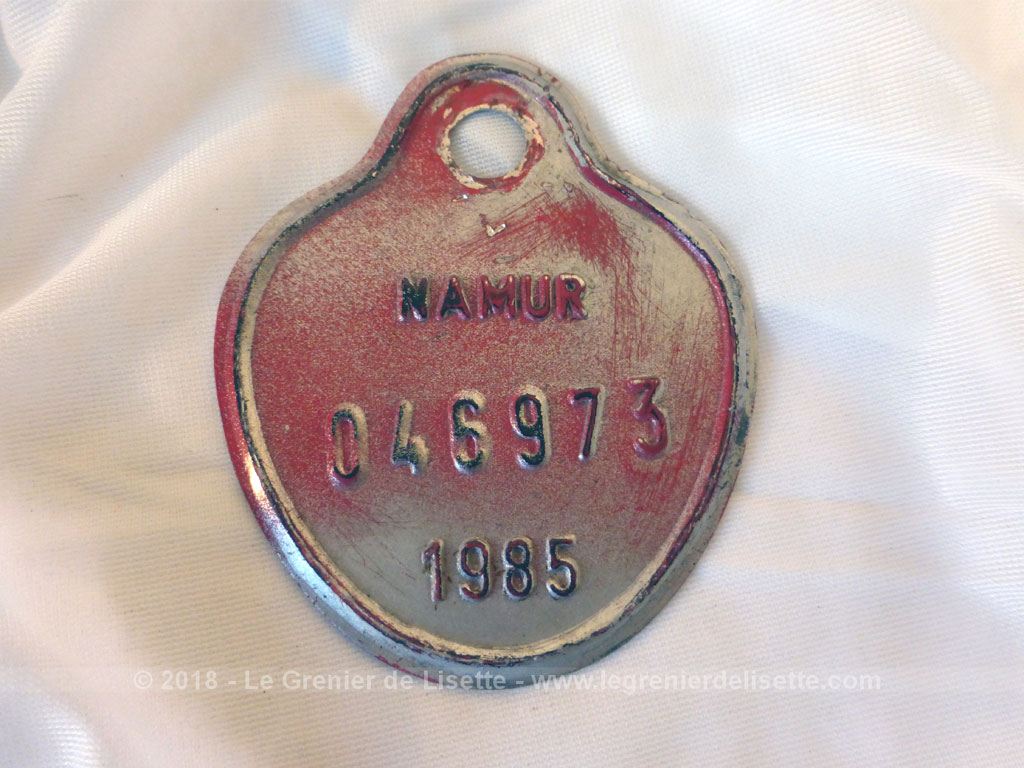 NAMUR
046973
1985
© 2018 - Le Grenier de Lisette - www.legrenierdelisette.com